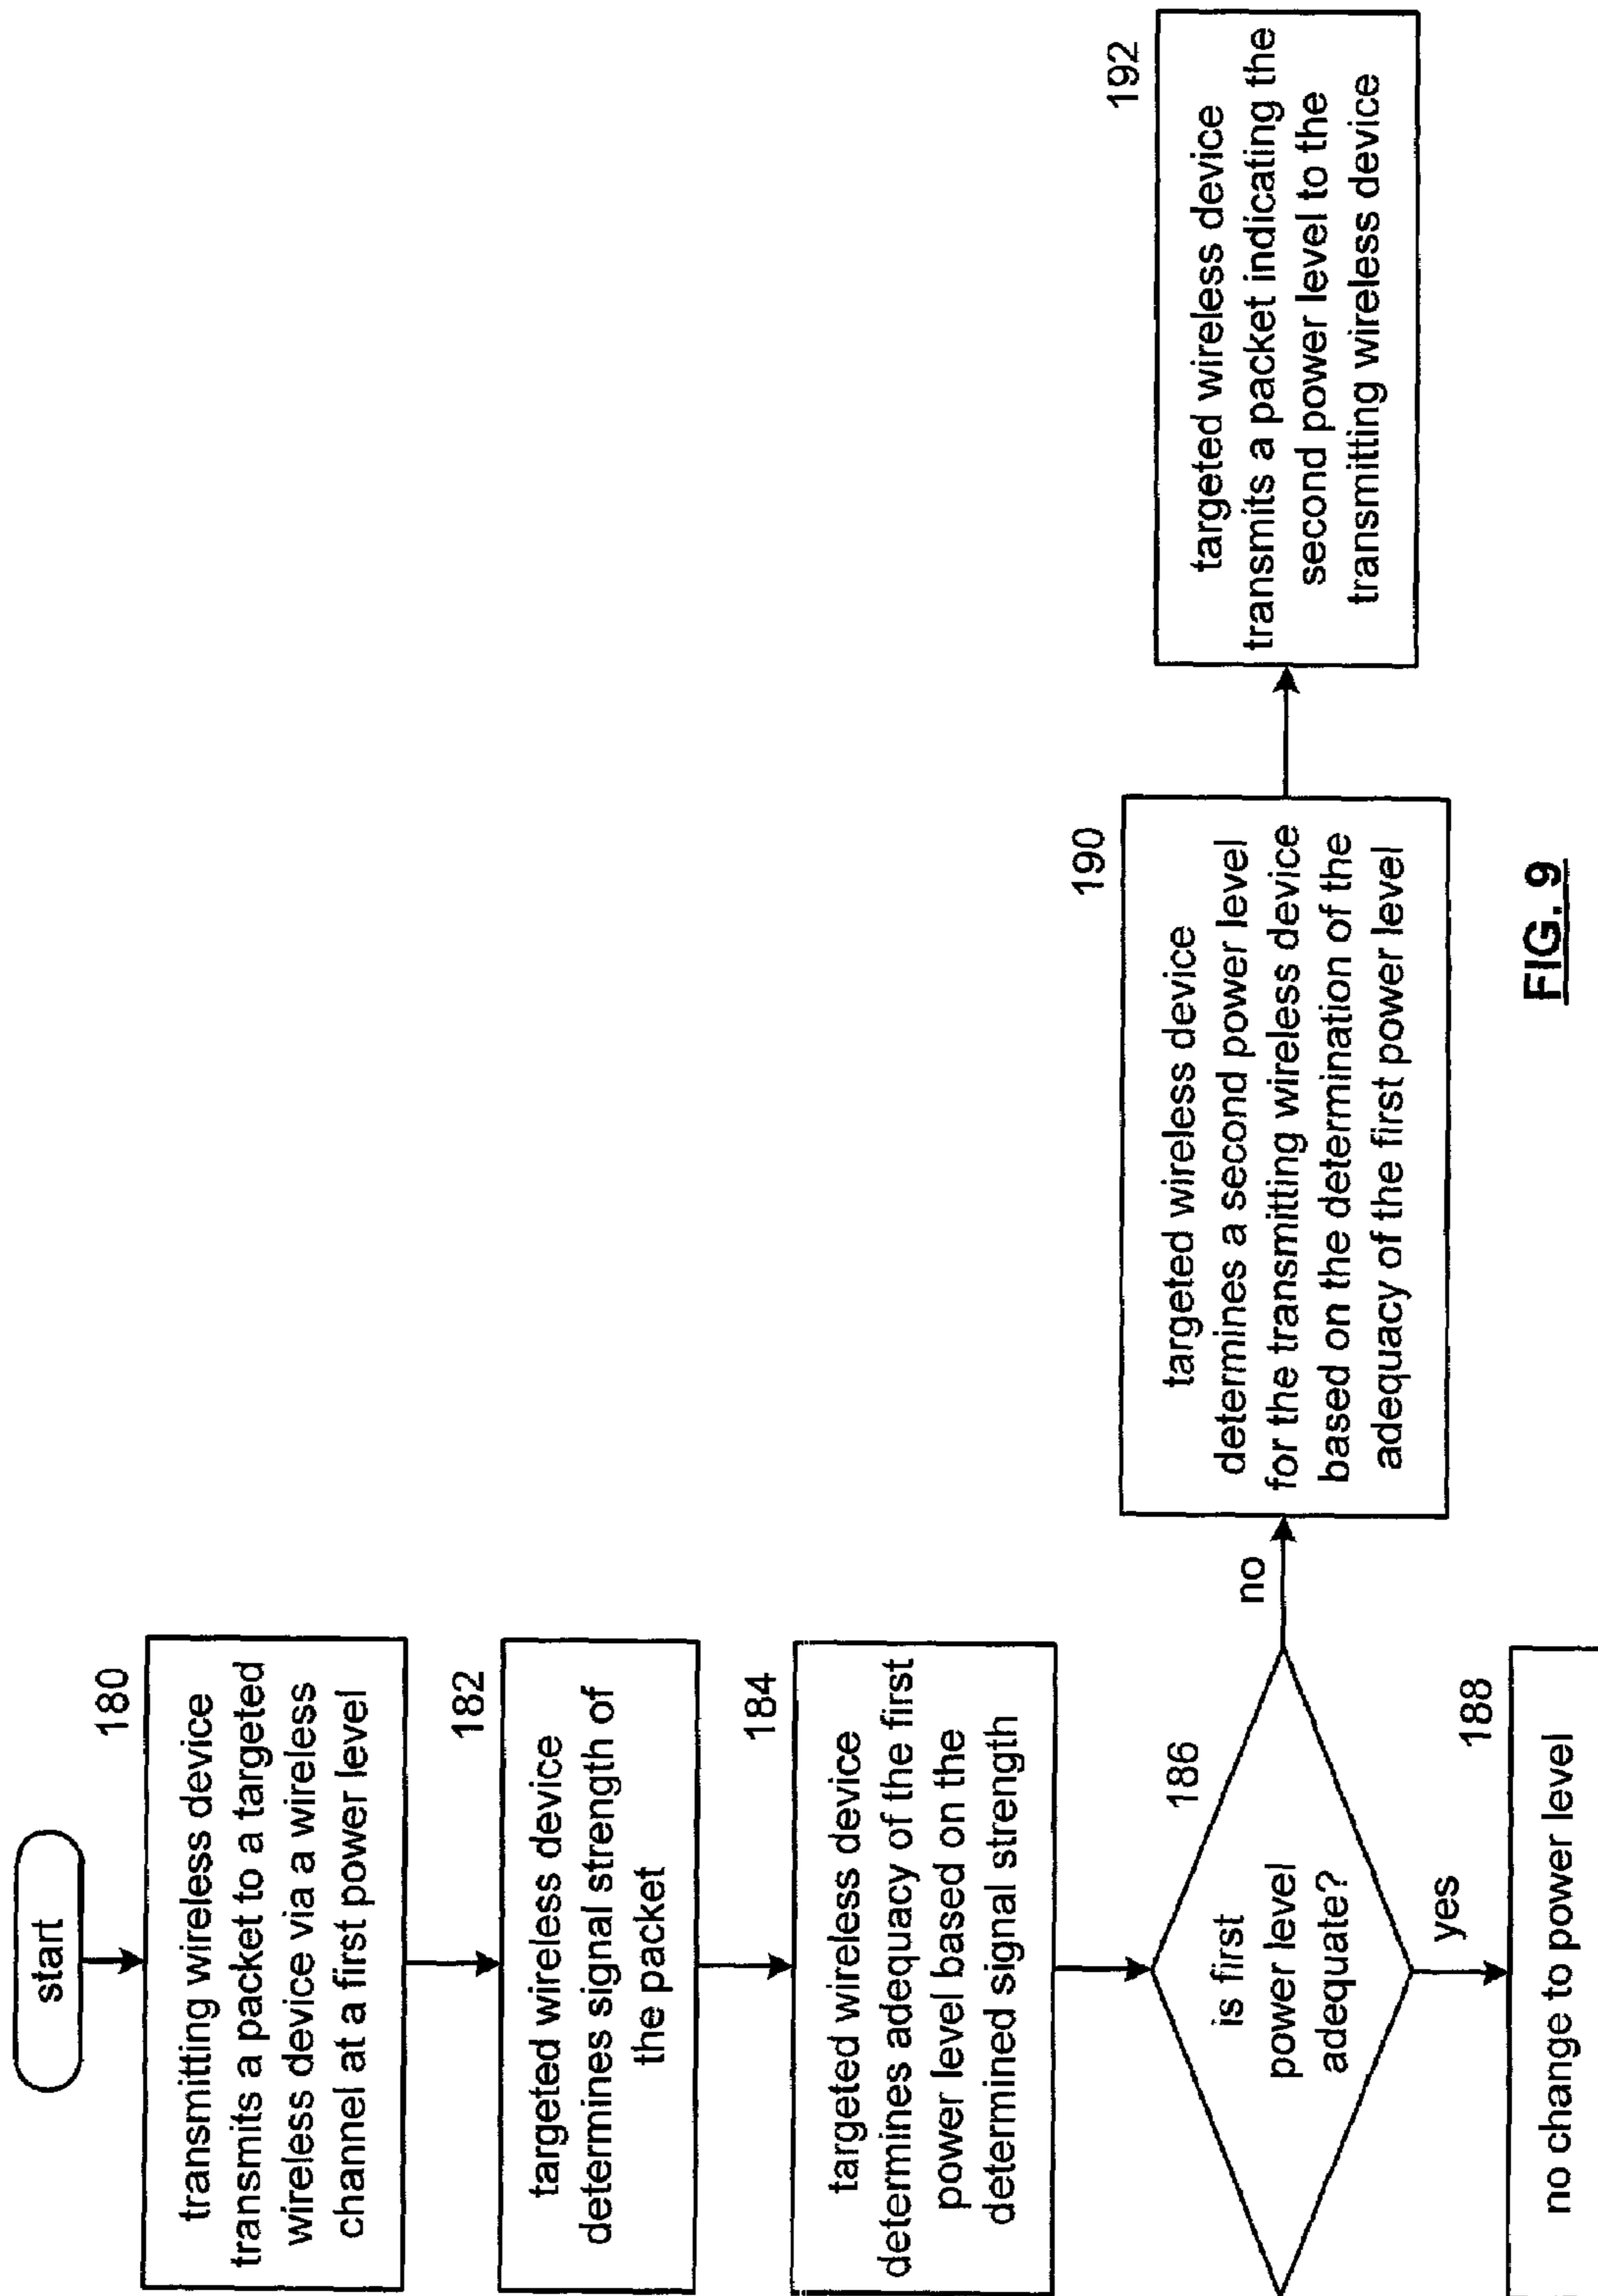 start
180
transmitting wireless device
transmits a packet to a targeted
wireless device via a wireless
channel at a first power level
182
targeted wireless device
determines signal strength of
the packet
184
targeted wireless device
determines adequacy of the first
power level based on the
determined signal strength
186
is first
power level
adequate?
no
yes
188
no change to power level
190
targeted wireless device
determines a second power level
for the transmitting wireless device
based on the determination of the
adequacy of the first power level
192
targeted wireless device
transmits a packet indicating the
second power level to the
transmitting wireless device
FIG. 9